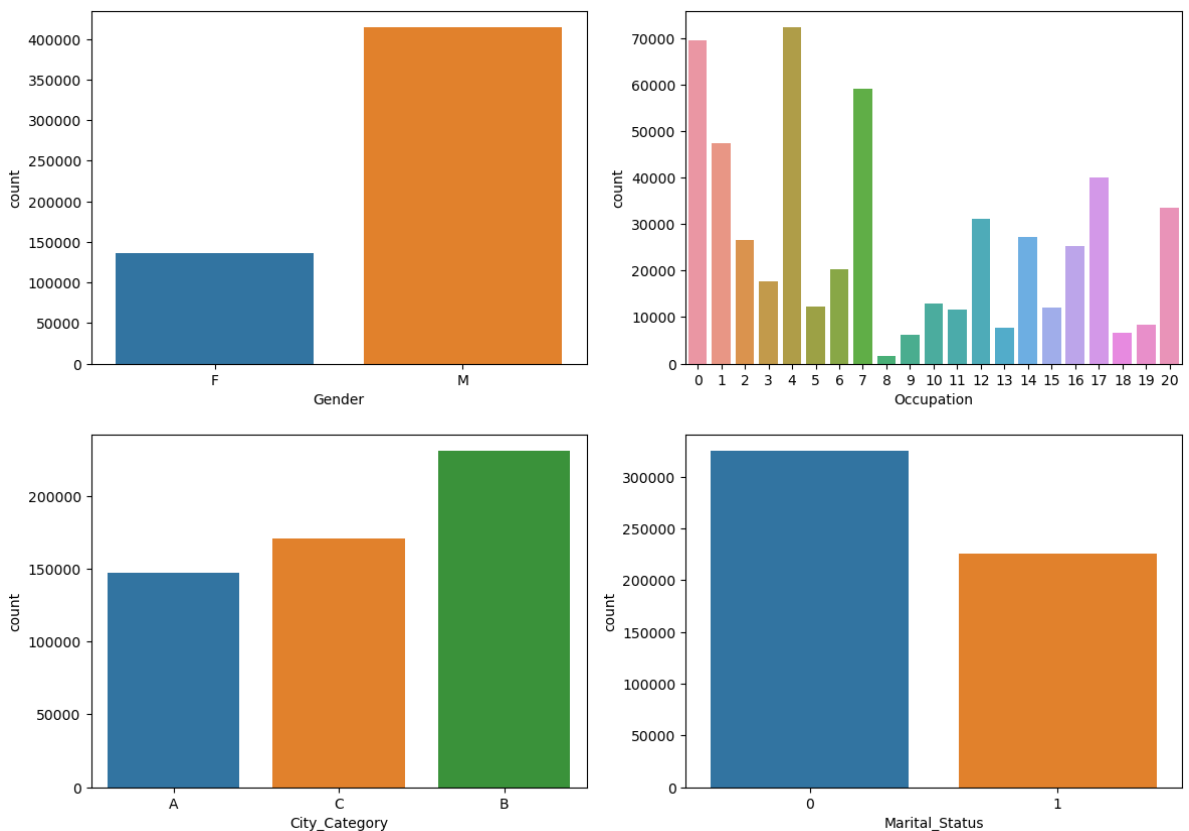 400000
350000
300000
250000
200000
150000
100000
50000
0
count
F M
Gender
70000
60000
50000
40000
30000
20000
10000
0
count
0 1 2 3 4 5 6 7 8 9 10 11 12 13 14 15 16 17 18 19 20
Occupation
200000
150000
100000
50000
0
count
A C B
City_Category
300000
250000
200000
150000
100000
50000
0
count
0 1
Marital_Status